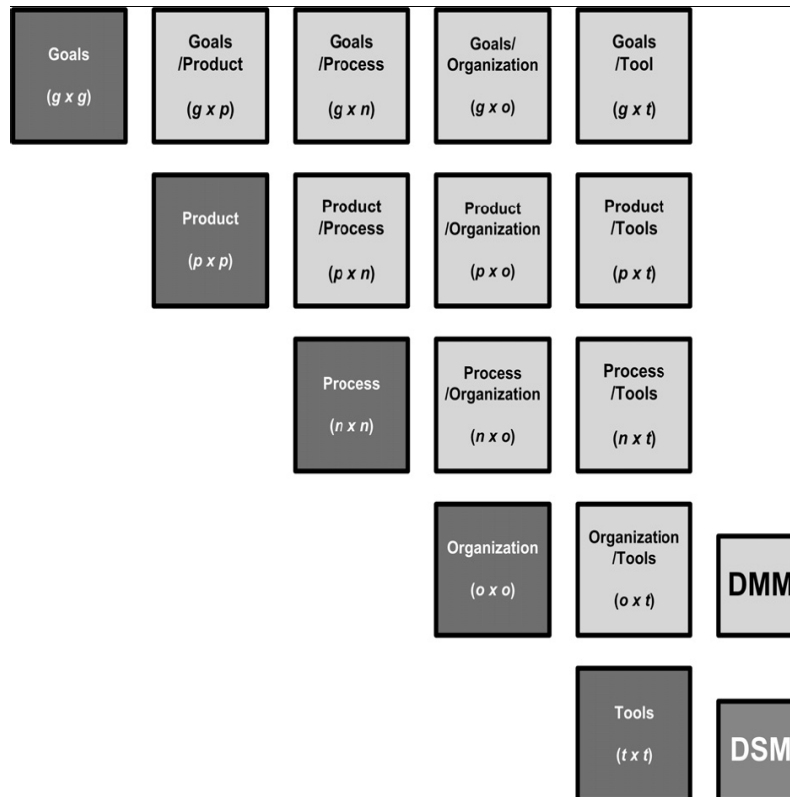 Goals
(g x g)
Goals
/Product
(g x p)
Goals
/Process
(g x n)
Goals/
Organization
(g x o)
Goals
/Tool
(g x t)
Product
(p x p)
Product
/Process
(p x n)
Product
/Organization
(p x o)
Product
/Tools
(p x t)
Process
(n x n)
Process
/Organization
(n x o)
Process
/Tools
(n x t)
Organization
(o x o)
Organization
/Tools
(o x t)
DMM
Tools
(t x t)
DSM